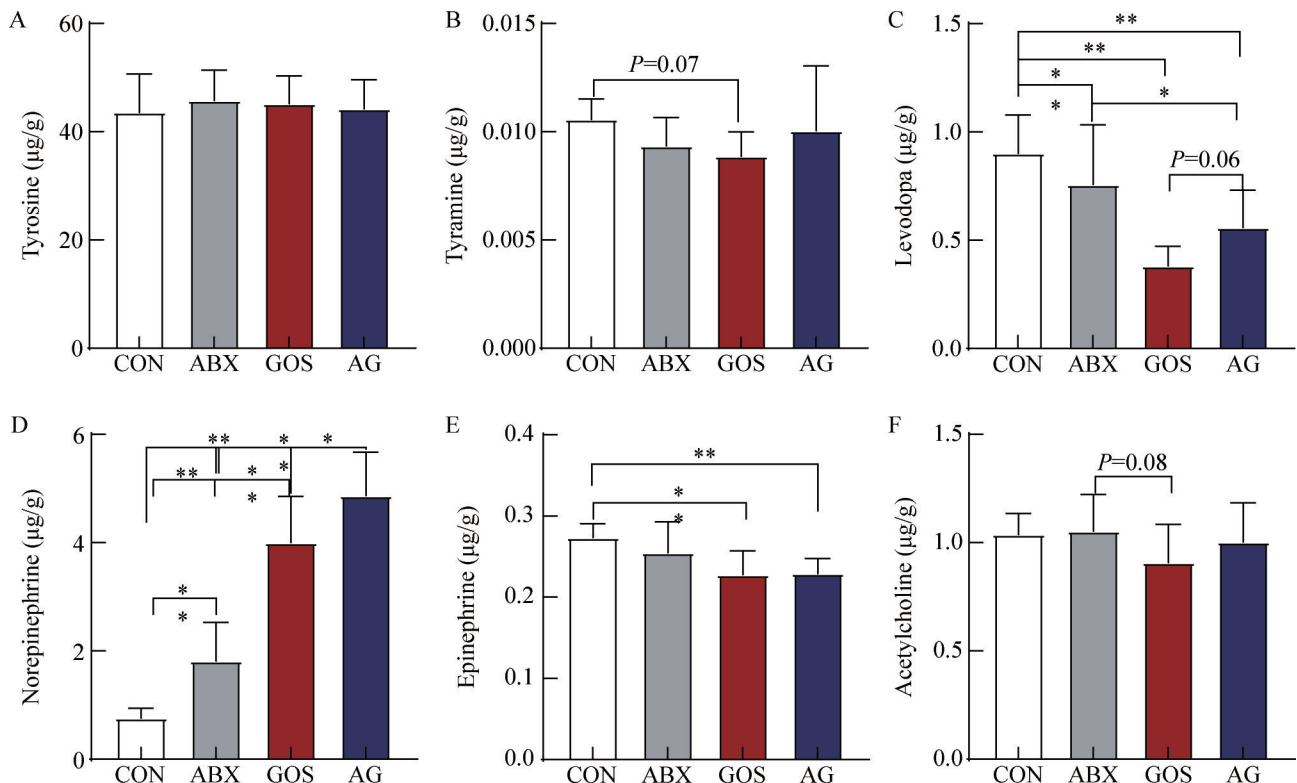 A
Tyrosine (µg/g)
60
40
20
0
CON ABX GOS AG
B
Tyramine (µg/g)
0.015
0.010
0.005
0.000
P=0.07
CON ABX GOS AG
C
Levodopa (µg/g)
1.5
1.0
0.5
0.0
**
**
*
*
*
P=0.06
CON ABX GOS AG
D
Norepinephrine (µg/g)
6
4
2
0
** * *
*
** *
*
*
*
CON ABX GOS AG
E
Epinephrine (µg/g)
0.4
0.3
0.2
0.1
0.0
**
*
*
CON ABX GOS AG
F
Acetylcholine (µg/g)
1.5
1.0
0.5
0.0
P=0.08
CON ABX GOS AG